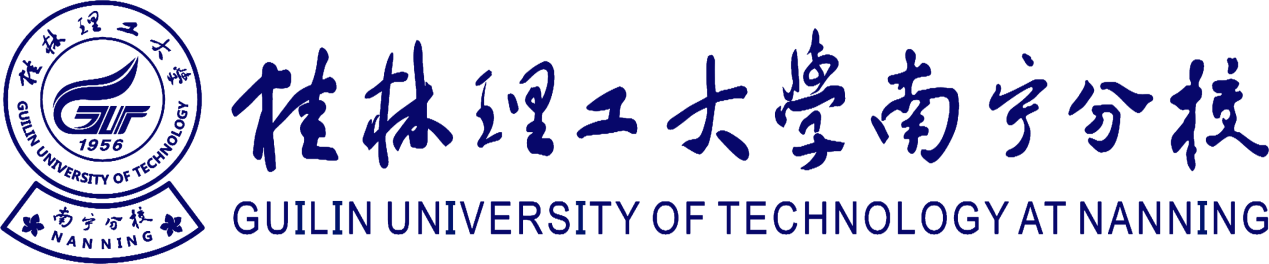 桂林理工大学
GUT
1956
GUILIN UNIVERSITY OF TECHNOLOGY
南宁分校
NANNING
桂林理工大學南宁分校
GUILIN UNIVERSITY OF TECHNOLOGY AT NANNING